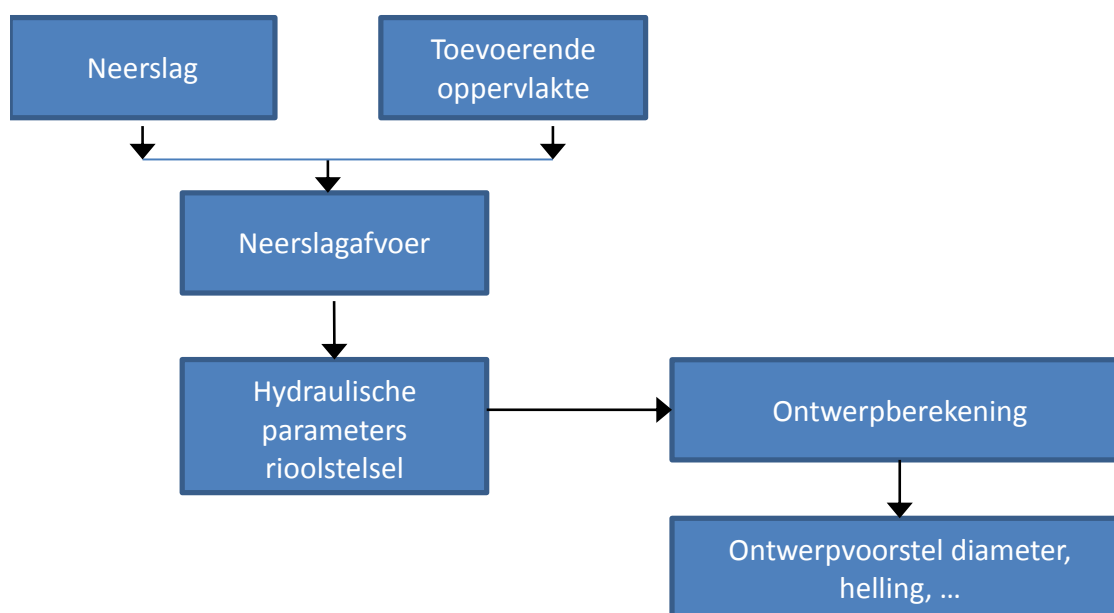 Neerslag
Toevoerende
oppervlakte
Neerslagafvoer
Hydraulische
parameters
rioolstelsel
Ontwerpberekening
Ontwerpvoorstel diameter,
helling, …